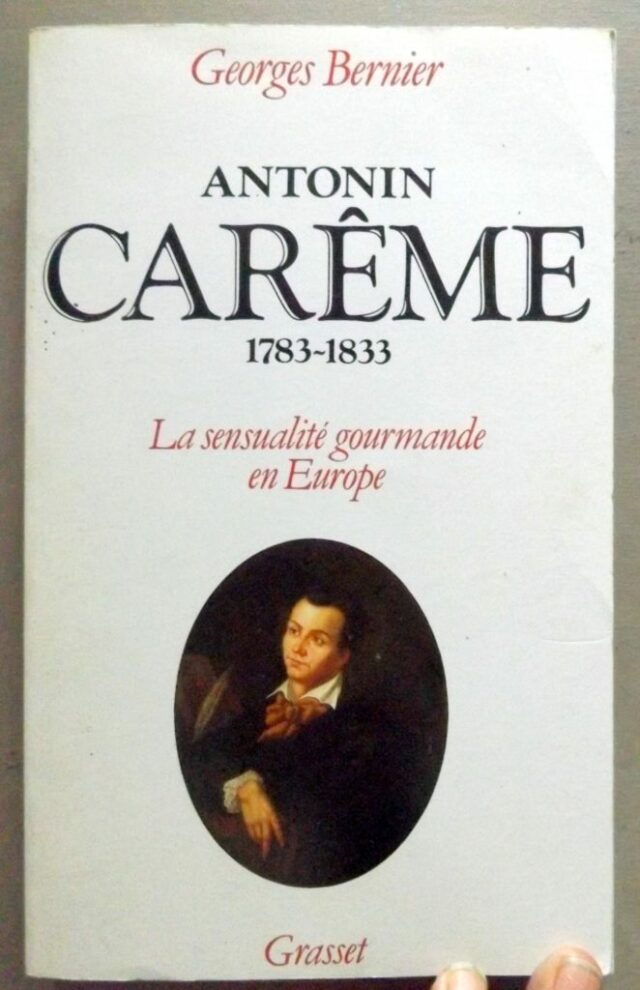 Georges Bernier
ANTONIN
CARÊME
1783~1833
La sensualité gourmande
en Europe
Grasset